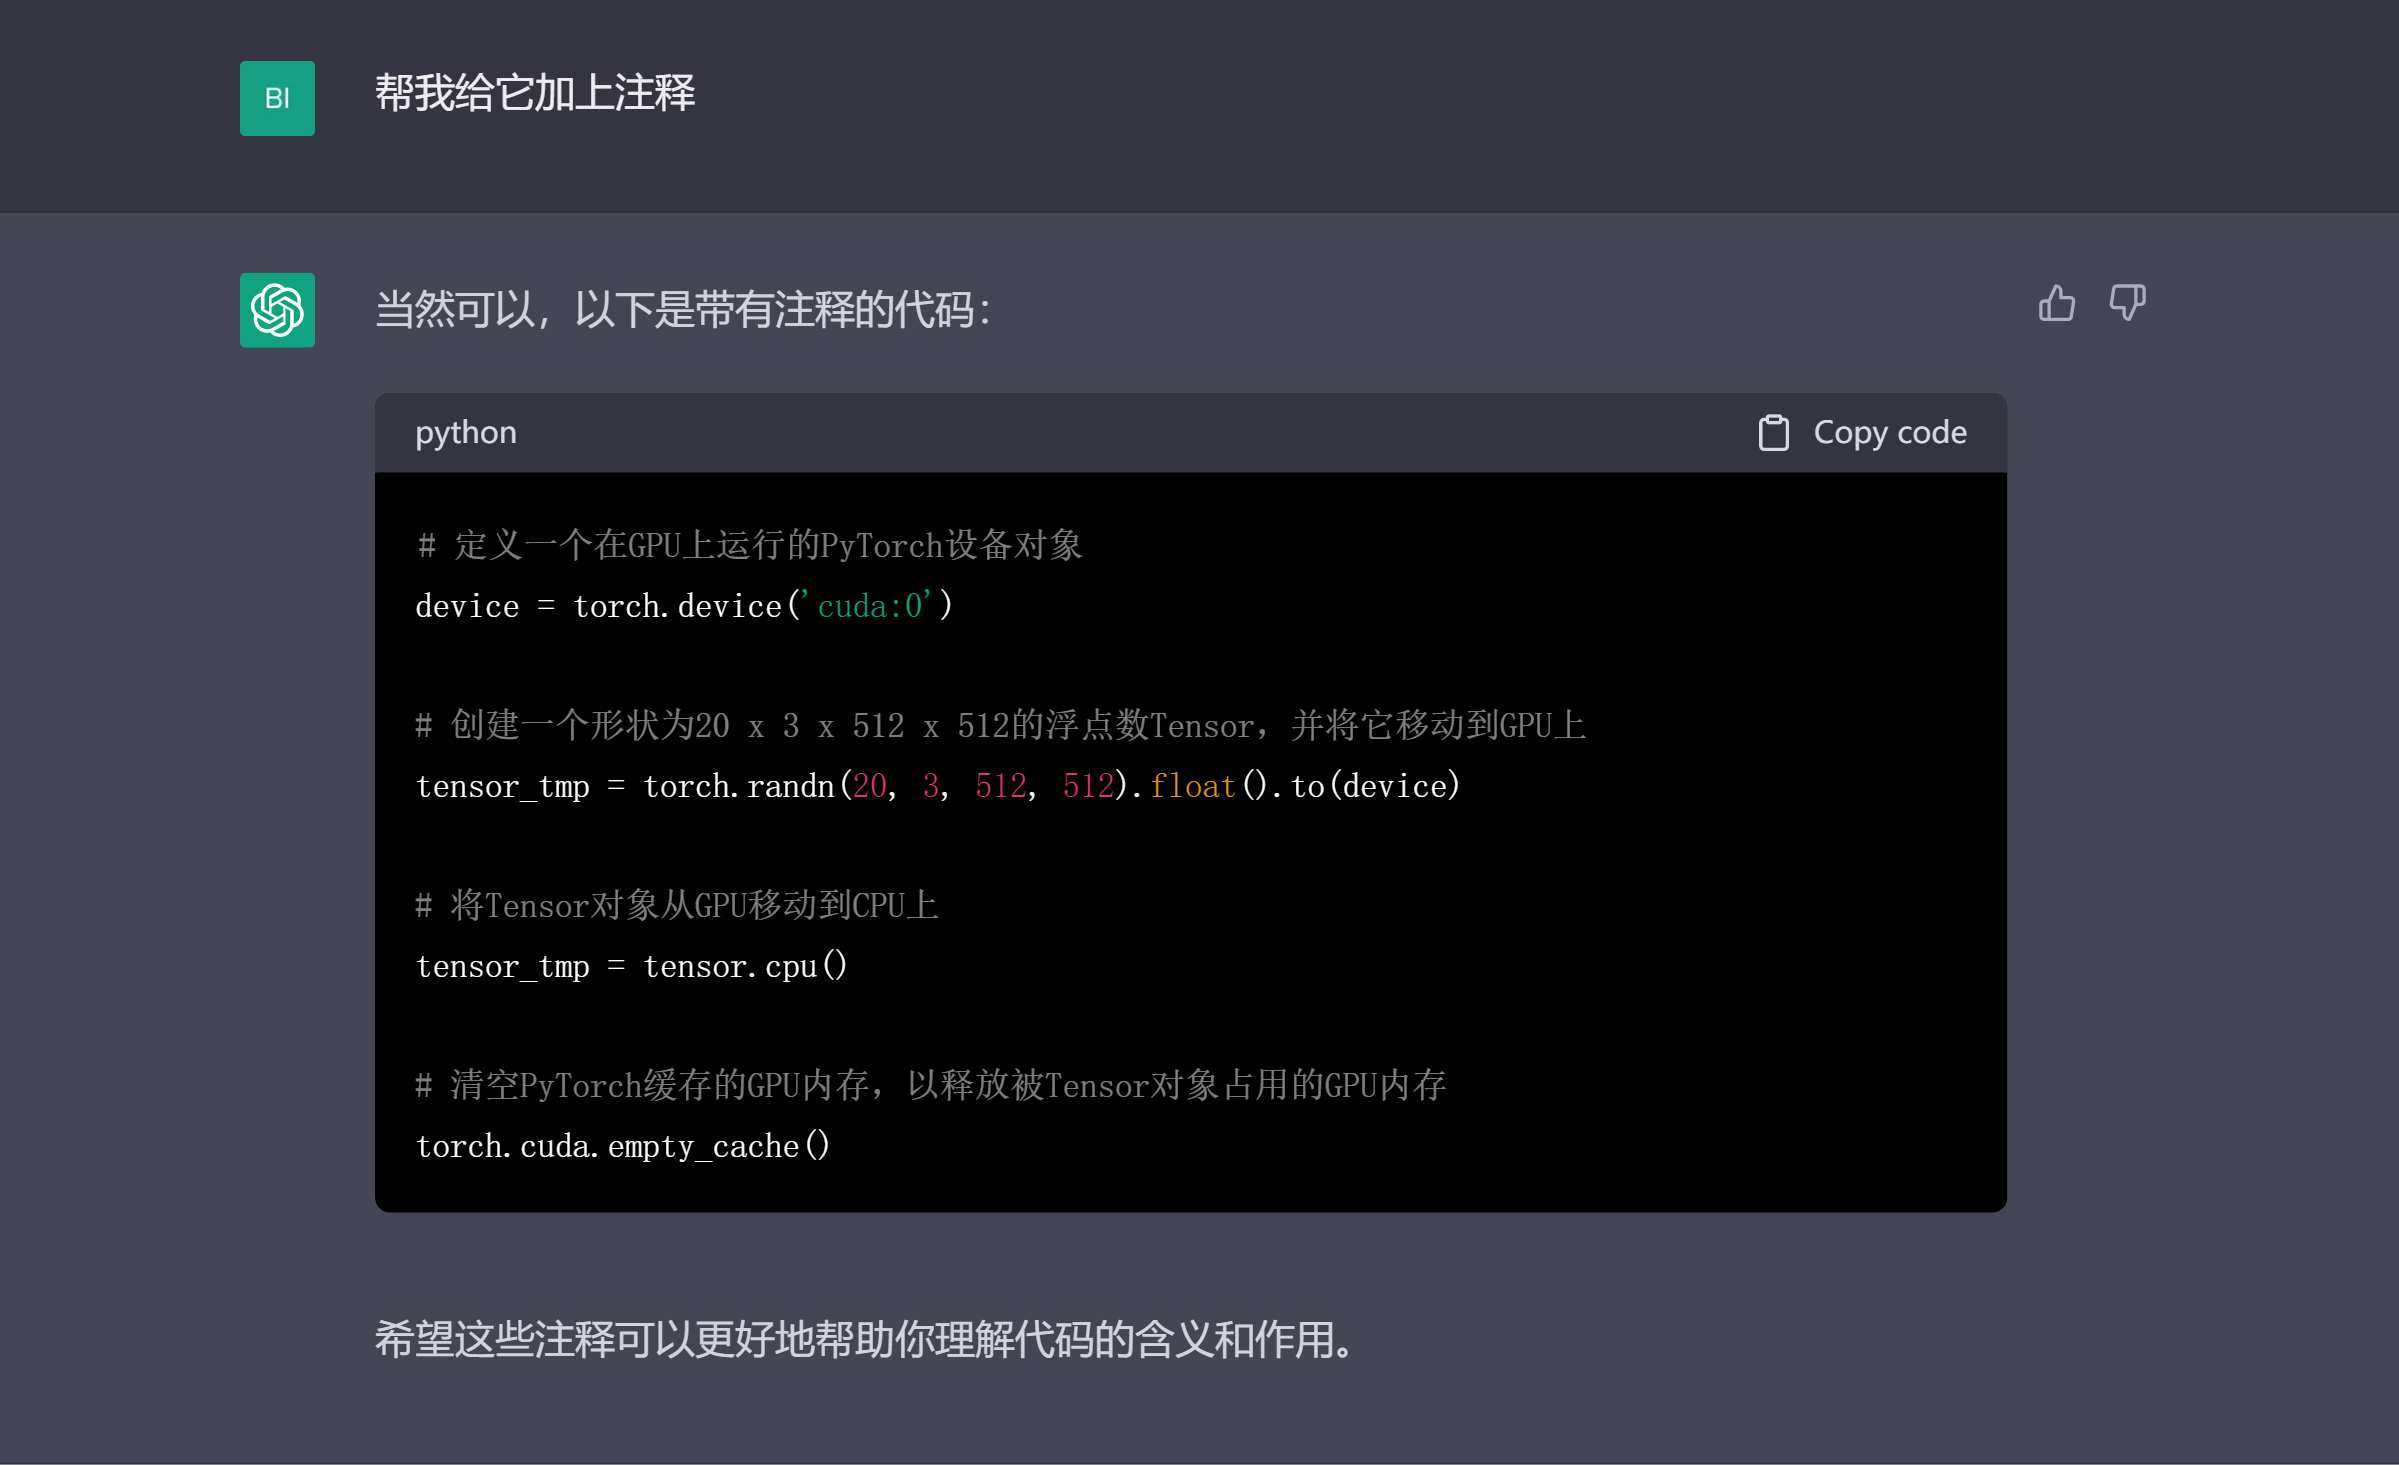 BI
帮我给它加上注释
当然可以，以下是带有注释的代码：
python
Copy code
# 定义一个在GPU上运行的PyTorch设备对象
device = torch.device('cuda:0')
# 创建一个形状为20 x 3 x 512 x 512的浮点数Tensor，并将它移动到GPU上
tensor_tmp = torch.randn(20, 3, 512, 512).float().to(device)
# 将Tensor对象从GPU移动到CPU上
tensor_tmp = tensor.cpu()
# 清空PyTorch缓存的GPU内存，以释放被Tensor对象占用的GPU内存
torch.cuda.empty_cache()
希望这些注释可以更好地帮助你理解代码的含义和作用。